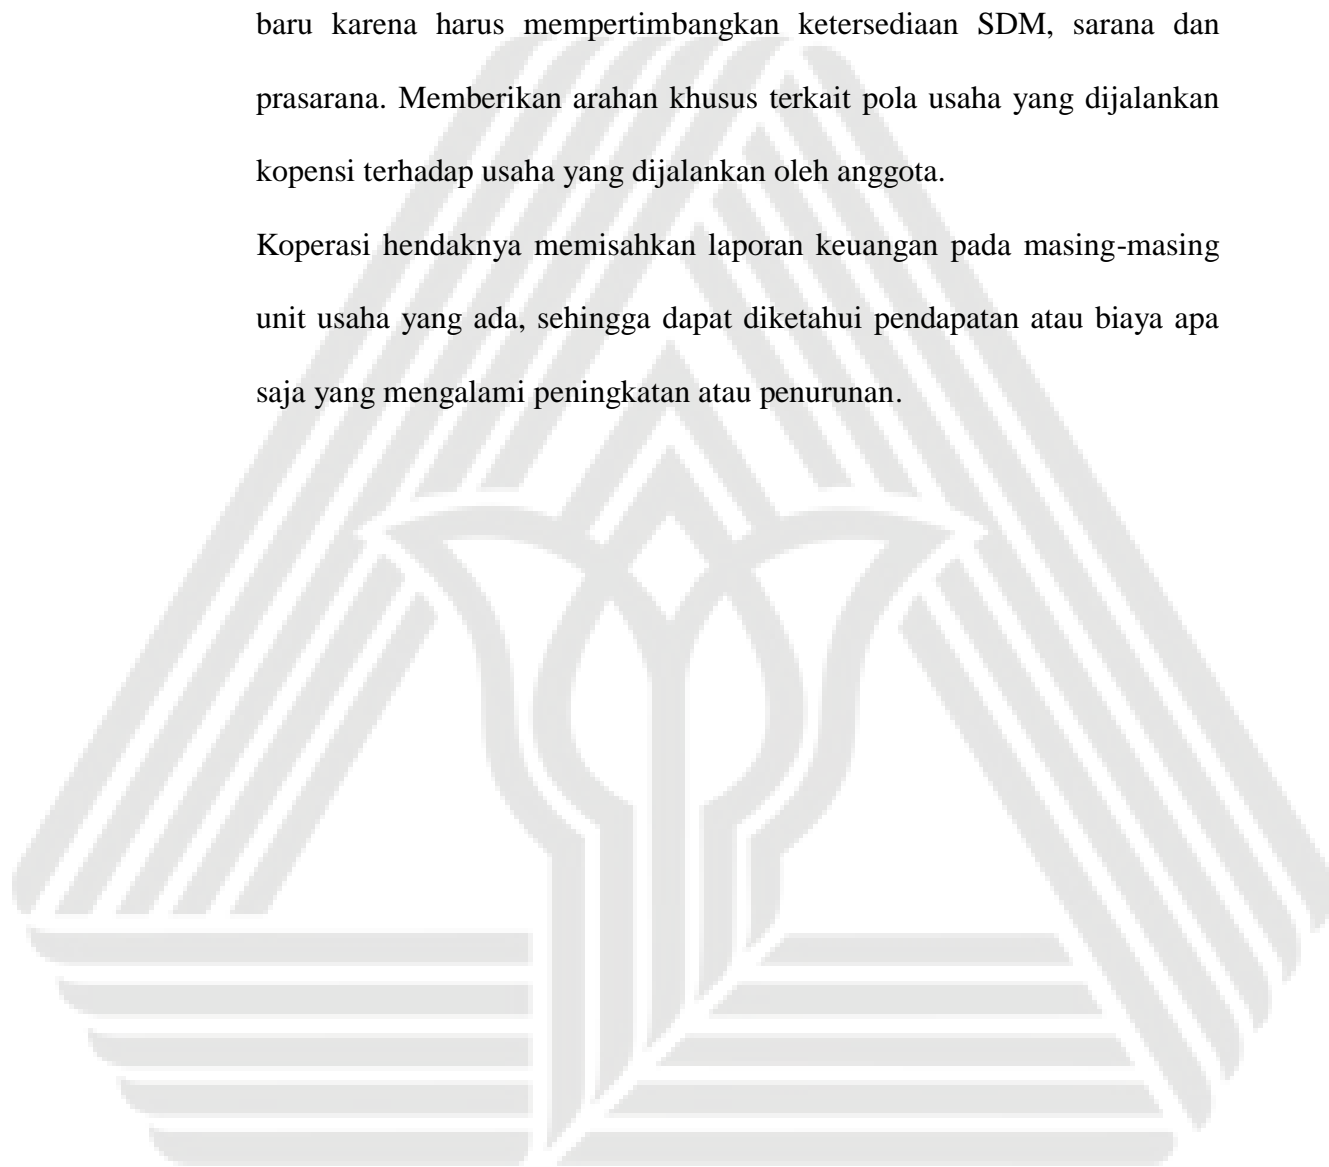 baru karena harus mempertimbangkan ketersediaan SDM, sarana dan
prasarana. Memberikan arahan khusus terkait pola usaha yang dijalankan
kopensi terhadap usaha yang dijalankan oleh anggota.
Koperasi hendaknya memisahkan laporan keuangan pada masing-masing
unit usaha yang ada, sehingga dapat diketahui pendapatan atau biaya apa
saja yang mengalami peningkatan atau penurunan.